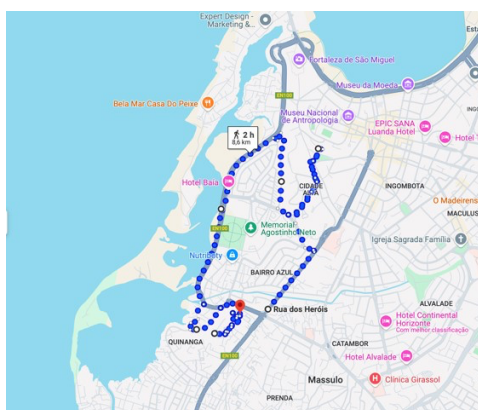 Expert Design -
Marketing &...
Fortaleza de São Miguel
EN100
Museu da Moeda
Beia Mar Casa Do Peixe
Museu Nacional
de Antropologia
EPIC SANA
Luanda Hotel
2 h
8,6 km
Hotel T
CIDADE
ALTA
Hotel Baia
INGOMBOTA
O Madeirens
MACULUS
Memorial
Agostinho Neto
EN100
Igreja Sagrada Família
Nutriboty
BAIRRO AZUL
ALVALADE
Rua dos Heróis
Hotel Continental
Horizonte
Com melhor classificação
QUINANGA
CATAMBOR
EN100
Hotel Alvalade
Massulo
Clínica Girassol
PRENDA